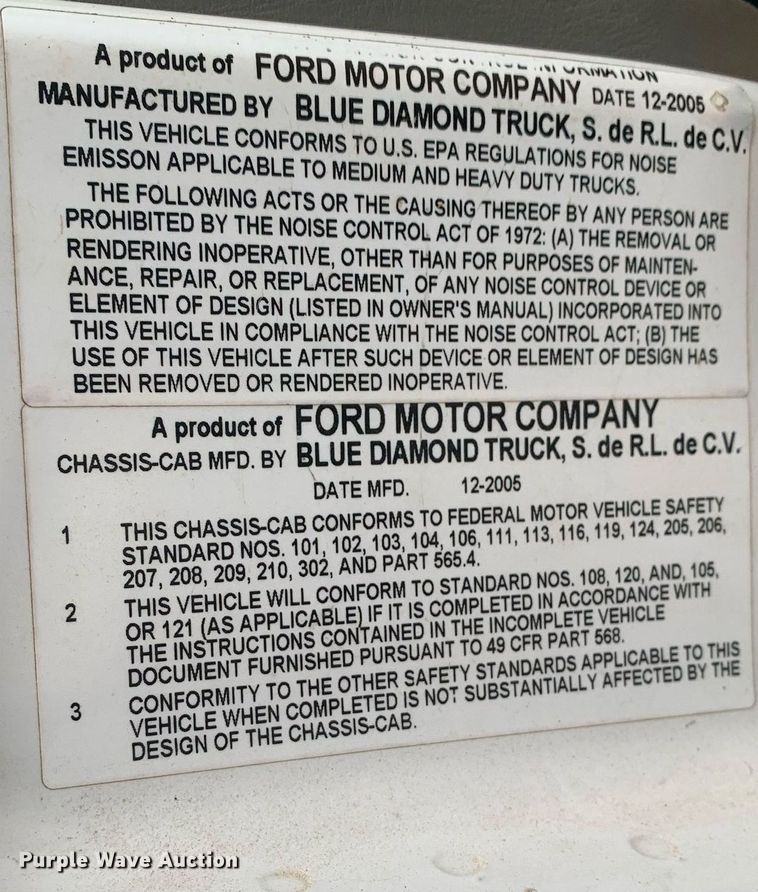 A product of FORD MOTOR COMPANY DATE 12-2005
MANUFACTURED BY BLUE DIAMOND TRUCK, S. de R.L. de C.V.
THIS VEHICLE CONFORMS TO U.S. EPA REGULATIONS FOR NOISE
EMISSON APPLICABLE TO MEDIUM AND HEAVY DUTY TRUCKS.
THE FOLLOWING ACTS OR THE CAUSING THEREOF BY ANY PERSON ARE
PROHIBITED BY THE NOISE CONTROL ACT OF 1972: (A) THE REMOVAL OR
RENDERING INOPERATIVE, OTHER THAN FOR PURPOSES OF MAINTEN-
ANCE, REPAIR, OR REPLACEMENT, OF ANY NOISE CONTROL DEVICE OR
ELEMENT OF DESIGN (LISTED IN OWNER'S MANUAL) INCORPORATED INTO
THIS VEHICLE IN COMPLIANCE WITH THE NOISE CONTROL ACT; (B) THE
USE OF THIS VEHICLE AFTER SUCH DEVICE OR ELEMENT OF DESIGN HAS
BEEN REMOVED OR RENDERED INOPERATIVE.
A product of FORD MOTOR COMPANY
CHASSIS-CAB MFD. BY BLUE DIAMOND TRUCK, S. de R.L. de C.V.
DATE MFD. 12-2005
1 THIS CHASSIS-CAB CONFORMS TO FEDERAL MOTOR VEHICLE SAFETY
STANDARD NOS. 101, 102, 103, 104, 106, 111, 113, 116, 119, 124, 205, 206,
207, 208, 209, 210, 302, AND PART 565.4.
2 THIS VEHICLE WILL CONFORM TO STANDARD NOS. 108, 120, AND, 105,
OR 121 (AS APPLICABLE) IF IT IS COMPLETED IN ACCORDANCE WITH
THE INSTRUCTIONS CONTAINED IN THE INCOMPLETE VEHICLE
DOCUMENT FURNISHED PURSUANT TO 49 CFR PART 568.
3 CONFORMITY TO THE OTHER SAFETY STANDARDS APPLICABLE TO THIS
VEHICLE WHEN COMPLETED IS NOT SUBSTANTIALLY AFFECTED BY THE
DESIGN OF THE CHASSIS-CAB.
Purple Wave Auction